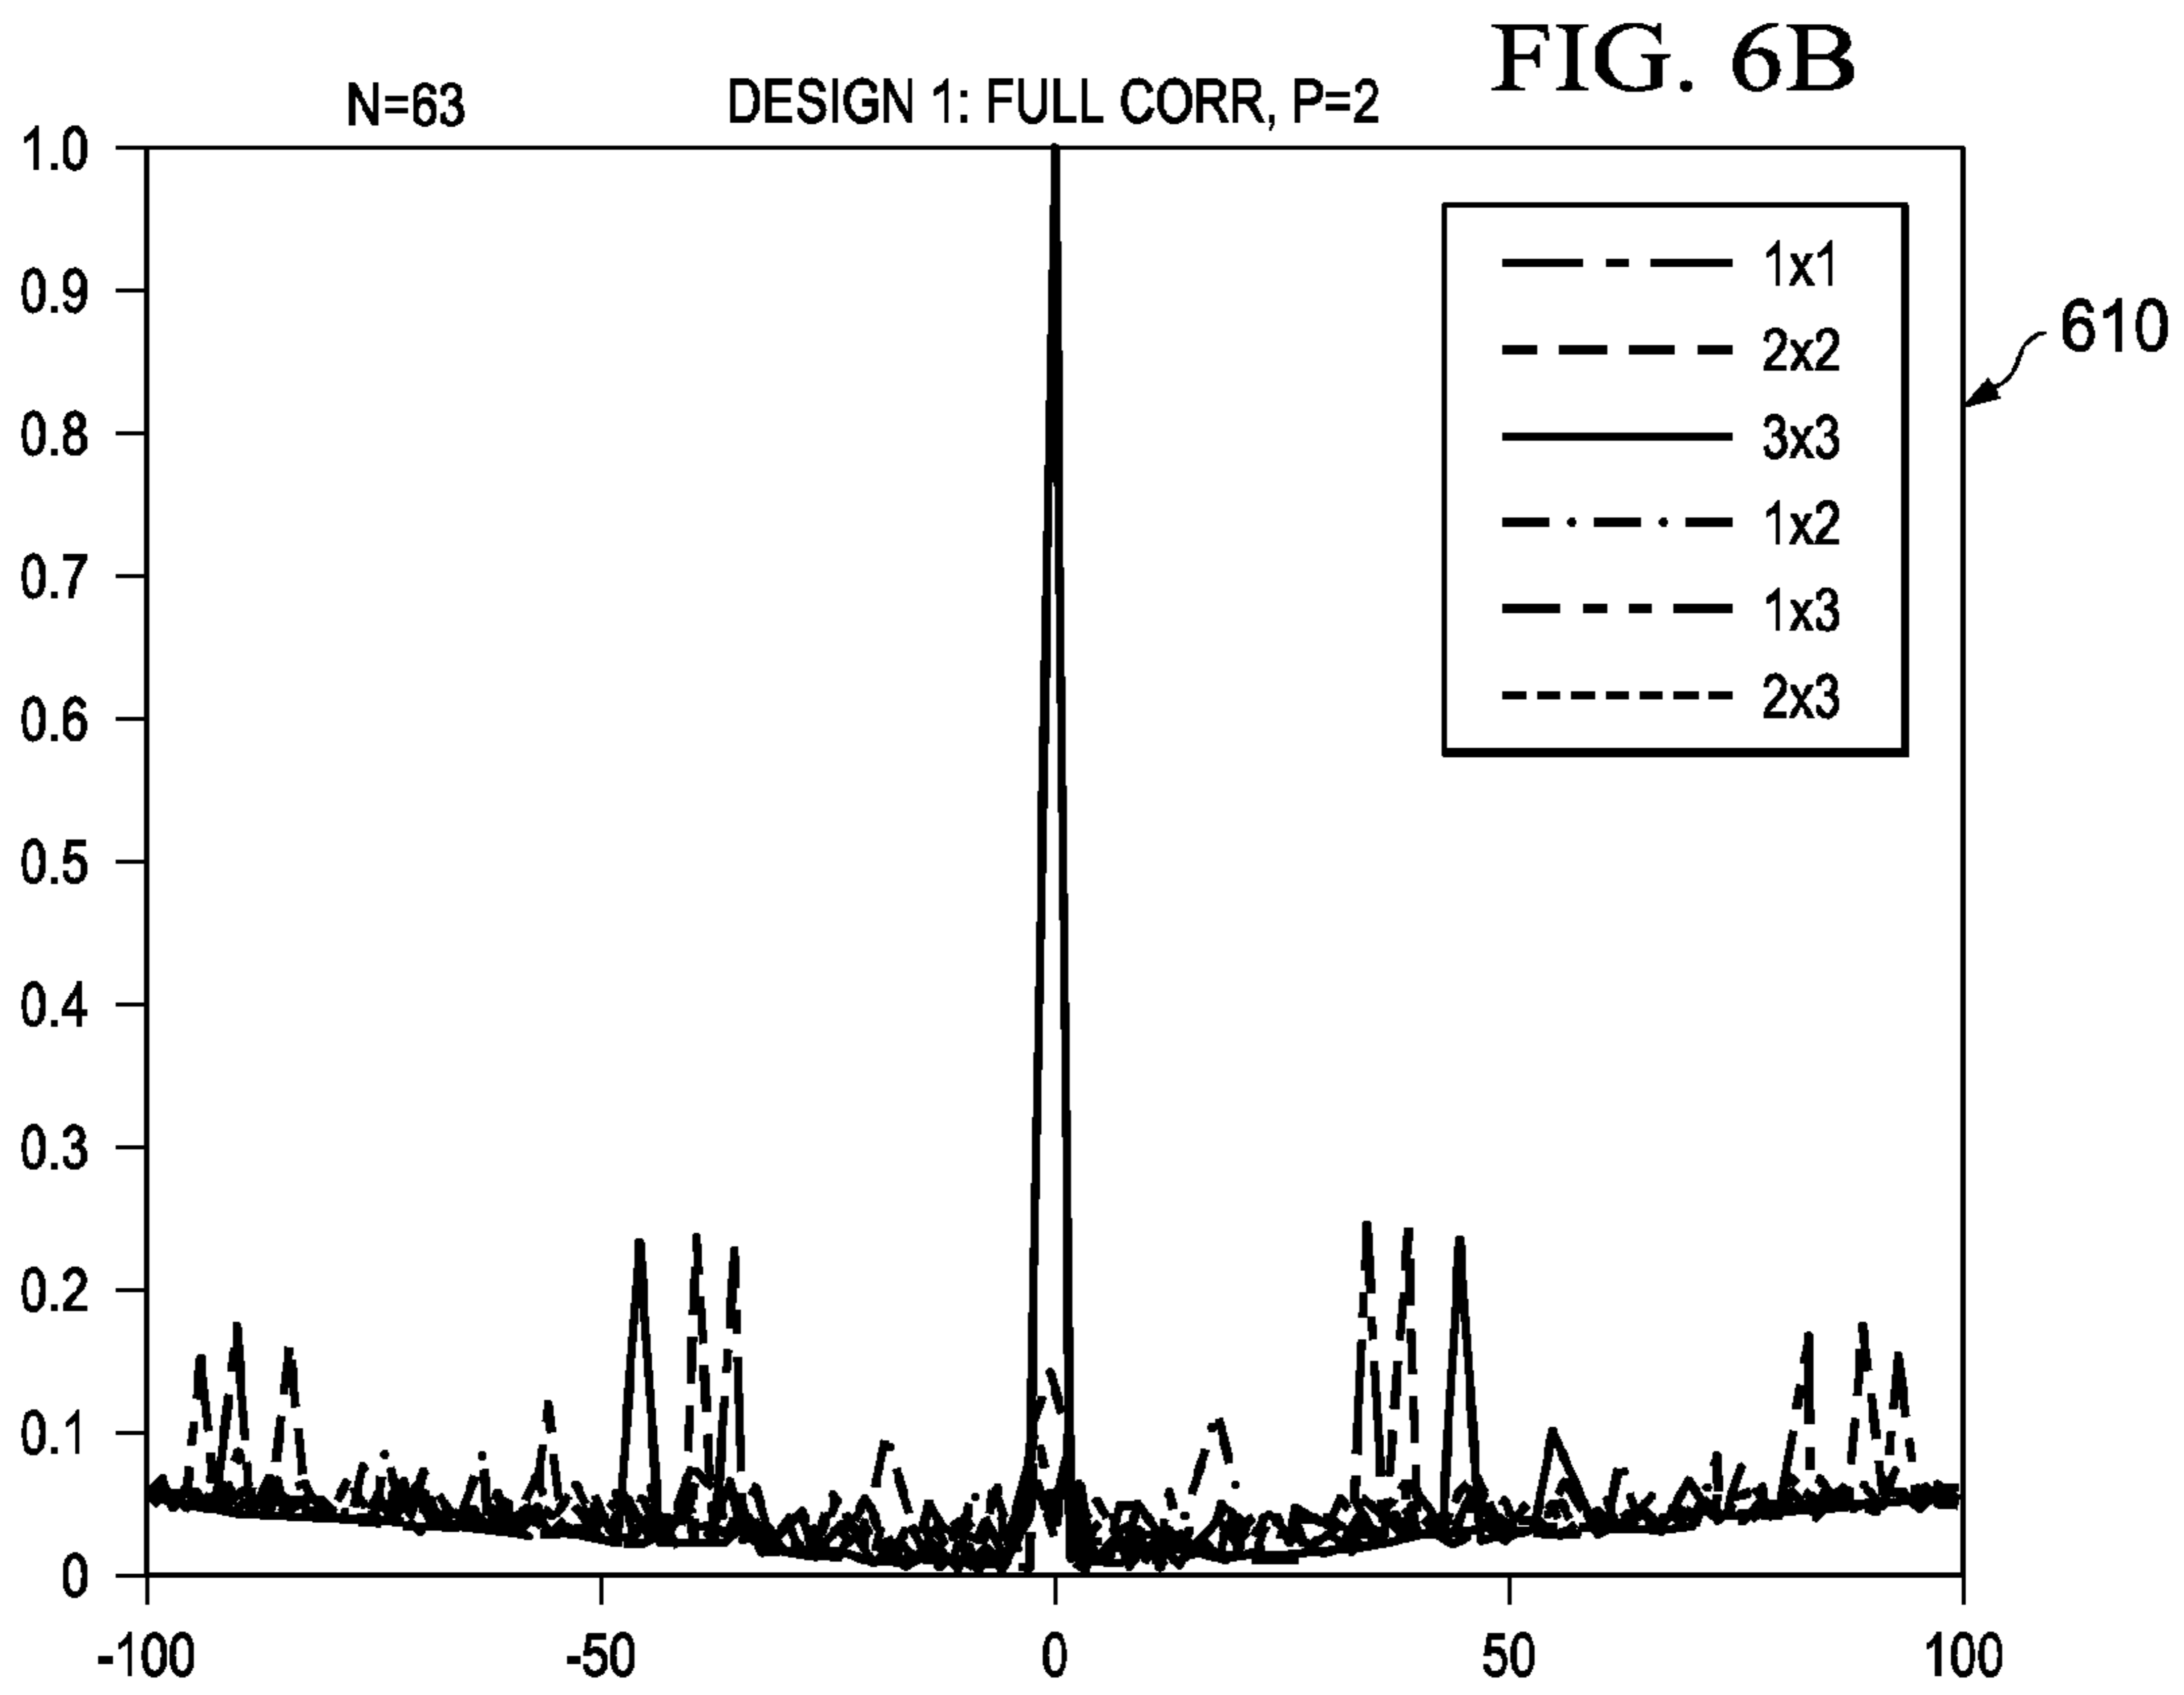 FIG. 6B
N=63
DESIGN 1: FULL CORR, P=2
1.0
0.9
0.8
0.7
0.6
0.5
0.4
0.3
0.2
0.1
0
1x1
2x2
3x3
1x2
1x3
2x3
610
-100
-50
0
50
100